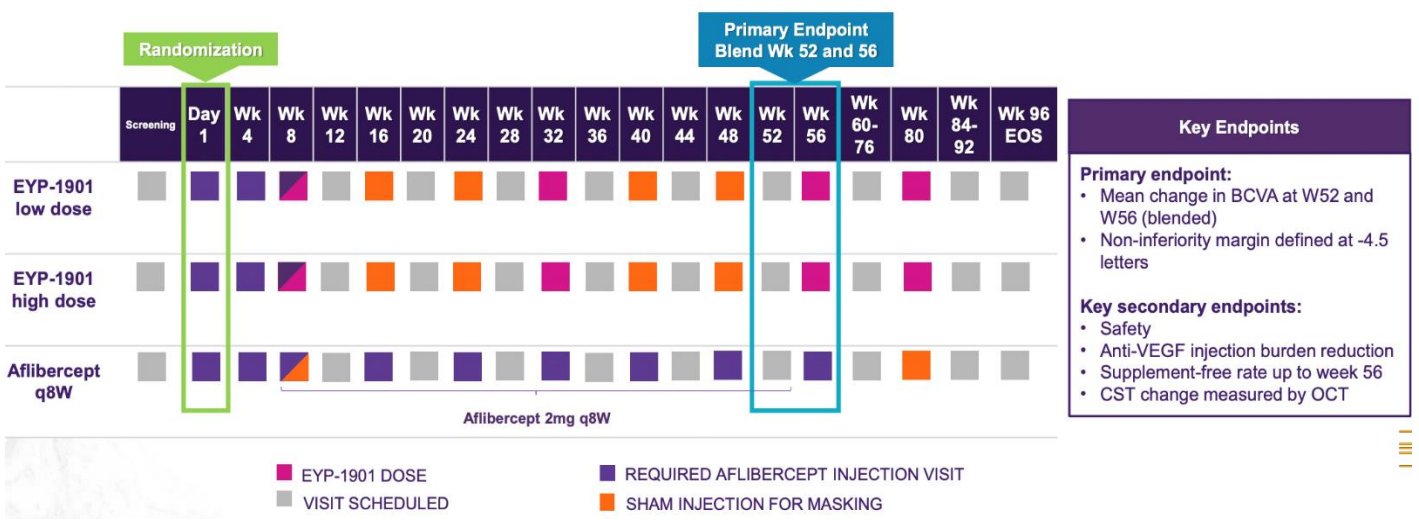 Randomization
Primary Endpoint
Blend Wk 52 and 56
Screening
Day 1
Wk 4
Wk 8
Wk 12
Wk 16
Wk 20
Wk 24
Wk 28
Wk 32
Wk 36
Wk 40
Wk 44
Wk 48
Wk 52
Wk 56
Wk 60-76
Wk 80
Wk 84-92
Wk 96 EOS
EYP-1901
low dose
EYP-1901
high dose
Aflibercept
q8W
Aflibercept 2mg q8W
EYP-1901 DOSE
VISIT SCHEDULED
REQUIRED AFLIBERCEPT INJECTION VISIT
SHAM INJECTION FOR MASKING
Key Endpoints
Primary endpoint:
• Mean change in BCVA at W52 and
W56 (blended)
• Non-inferiority margin defined at -4.5
letters
Key secondary endpoints:
• Safety
• Anti-VEGF injection burden reduction
• Supplement-free rate up to week 56
• CST change measured by OCT